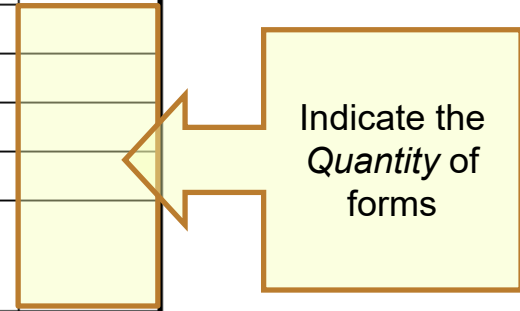 Indicate the
Quantity of
forms